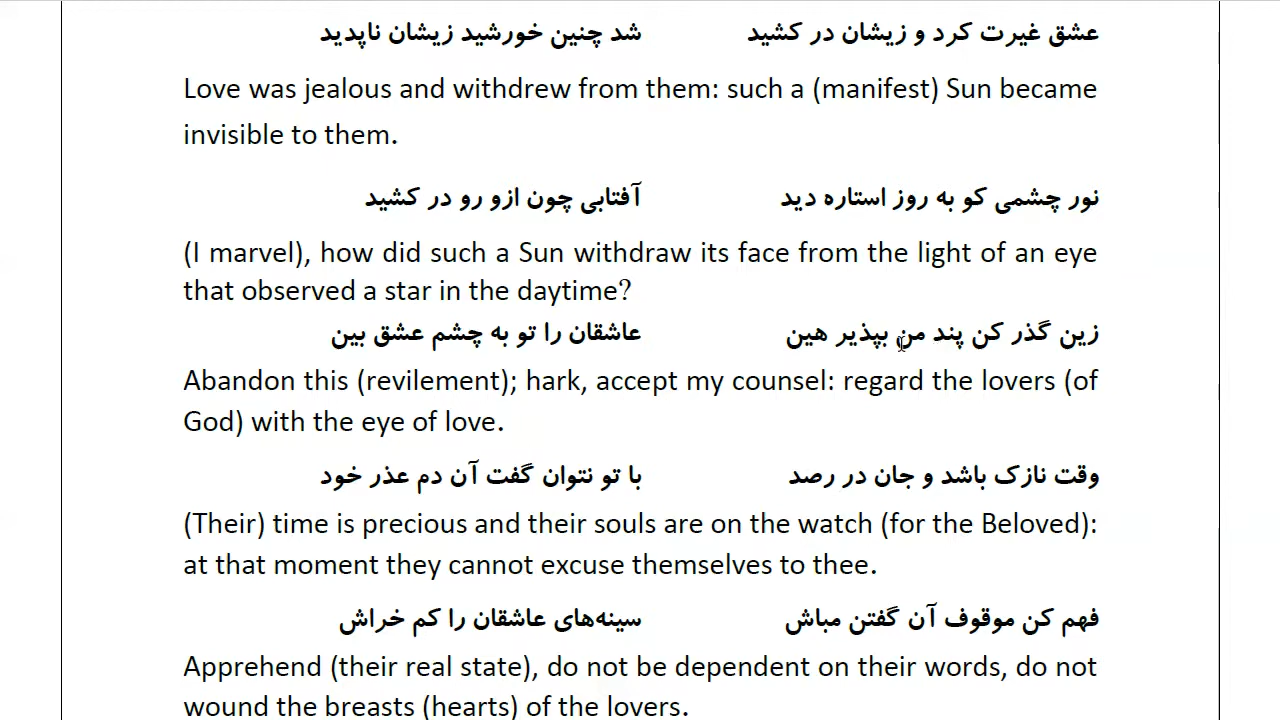 عشق غیرت کرد و زیشان در کشید شد چنین خورشید زیشان ناپدید
Love was jealous and withdrew from them: such a (manifest) Sun became
invisible to them.
نور چشمی کو به روز استاره دید آفتابی چون ازو رو در کشید
(I marvel), how did such a Sun withdraw its face from the light of an eye
that observed a star in the daytime?
زین گذر کن پند من بپذیر هین عاشقان را تو به چشم عشق بین
Abandon this (revilement); hark, accept my counsel: regard the lovers (of
God) with the eye of love.
وقت نازک باشد و جان در رصد با تو نتوان گفت آن دم عذر خود
(Their) time is precious and their souls are on the watch (for the Beloved):
at that moment they cannot excuse themselves to thee.
فهم کن موقوف آن گفتن مباش سینه‌های عاشقان را کم خراش
Apprehend (their real state), do not be dependent on their words, do not
wound the breasts (hearts) of the lovers.